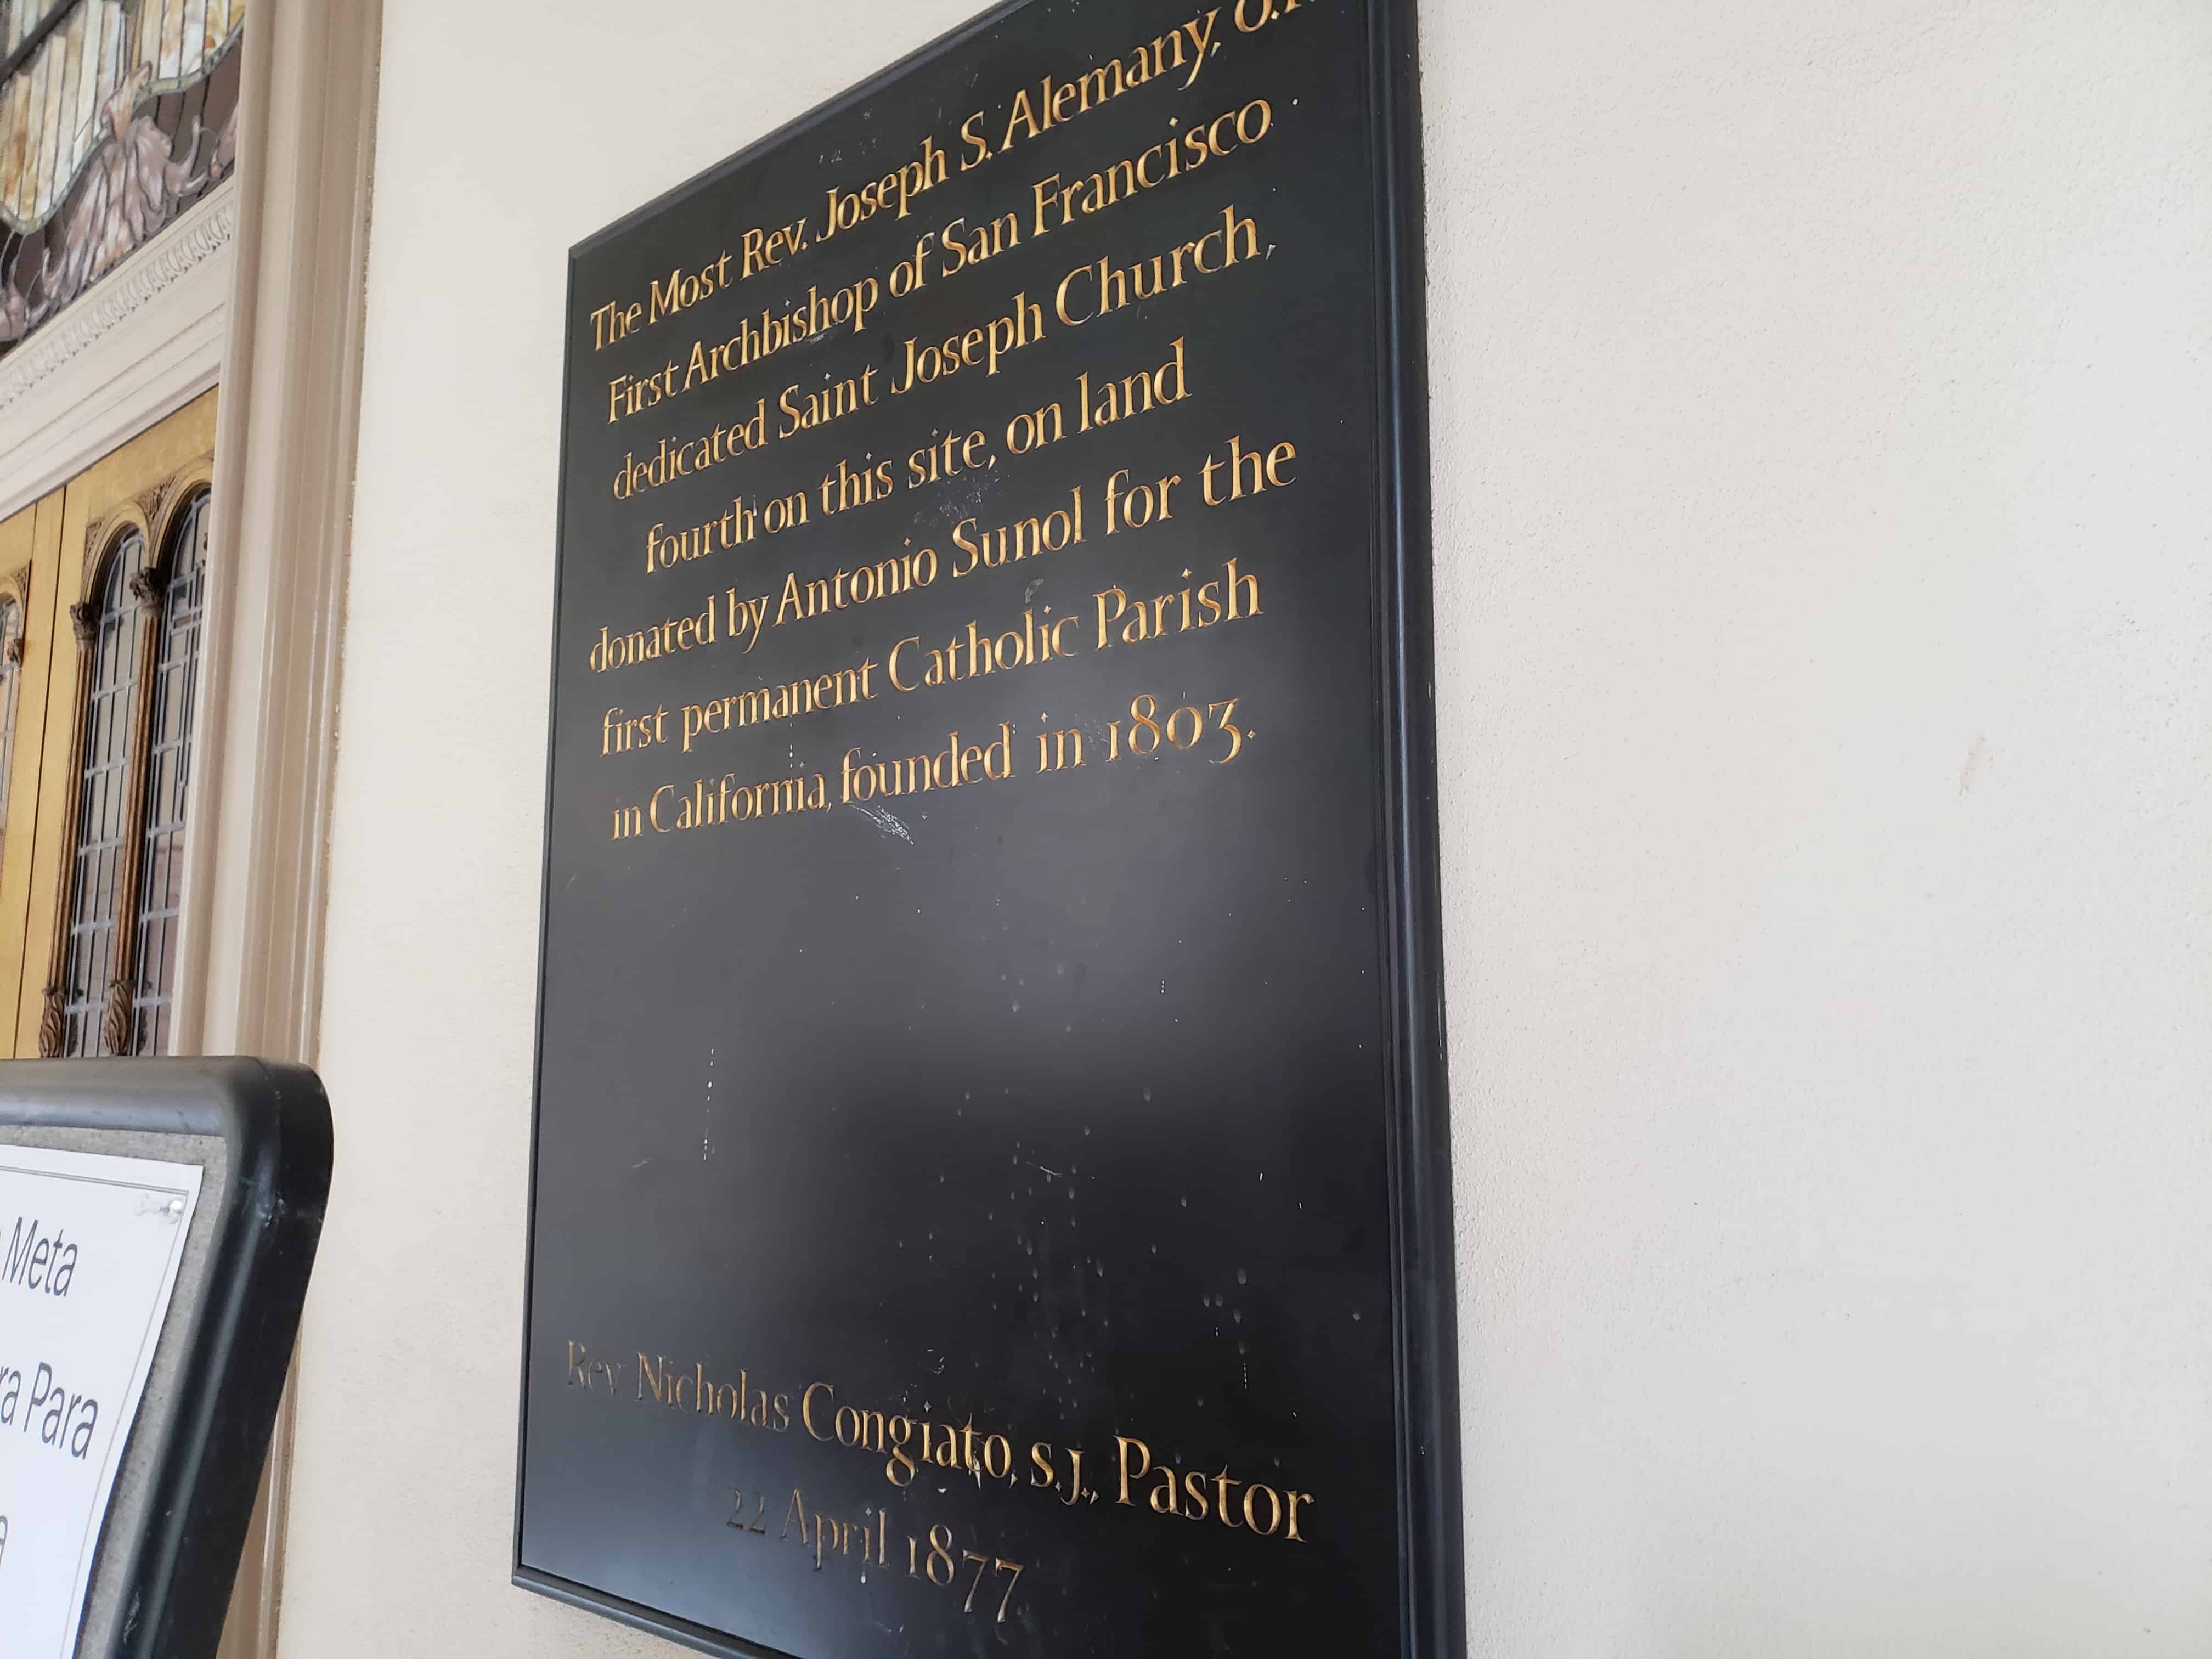 The Most Rev. Joseph S. Alemany, O.
First Archbishop of San Francisco
dedicated Saint Joseph Church,
fourth on this site, on land
donated by Antonio Sunol for the
first permanent Catholic Parish
in California, founded in 1803.
Rev. Nicholas Congiato, S.J., Pastor
22 April 1877
Meta
ra Para
a